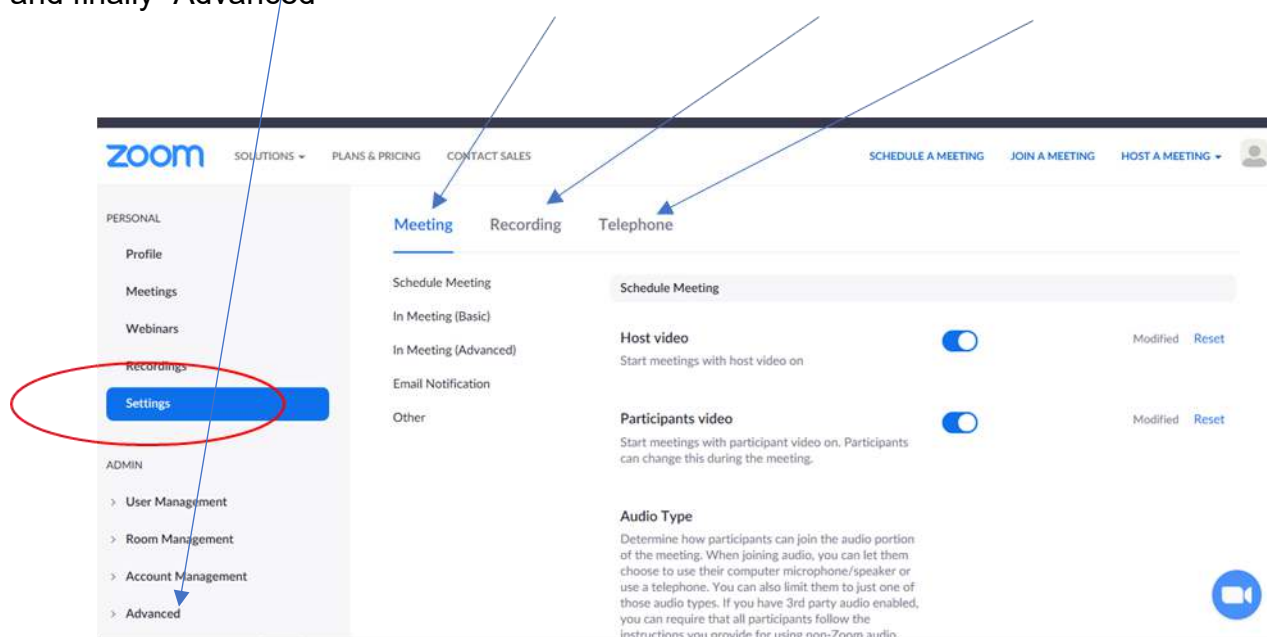 and finally "Advanced"
zoom SOLUTIONS PLANS & PRICING CONTACT SALES SCHEDULE A MEETING JOIN A MEETING HOST A MEETING
PERSONAL
Profile
Meetings
Webinars
Recordings
Settings
ADMIN
> User Management
> Room Management
> Account Management
> Advanced
Meeting Recording Telephone
Schedule Meeting
In Meeting (Basic)
In Meeting (Advanced)
Email Notification
Other
Schedule Meeting
Host video
Start meetings with host video on
Modified Reset
Participants video
Start meetings with participant video on. Participants
can change this during the meeting.
Modified Reset
Audio Type
Determine how participants can join the audio portion
of the meeting. When joining audio, you can let them
choose to use their computer microphone/speaker or
use a telephone. You can also limit them to just one of
those audio types. If you have 3rd party audio enabled,
you can require that all participants follow the
instructions you provide for using non-Zoom audio.